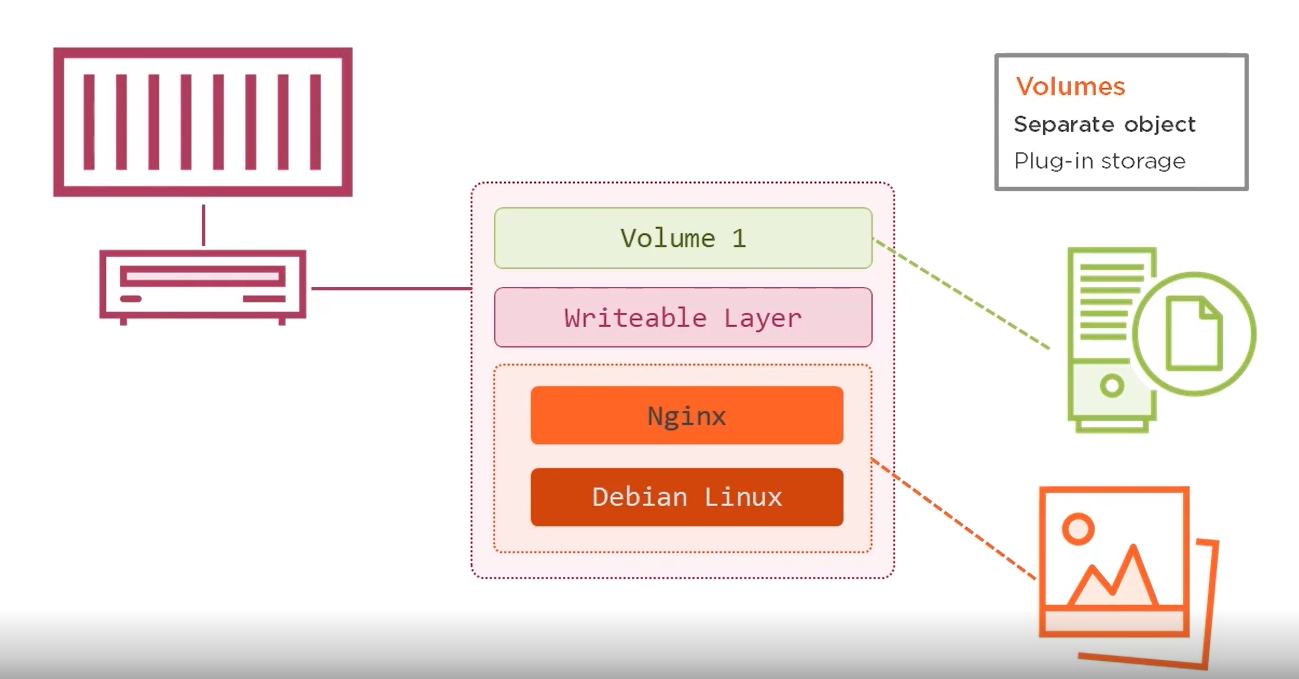 Volumes
Separate object
Plug-in storage
Volume 1
Writeable Layer
Nginx
Debian Linux